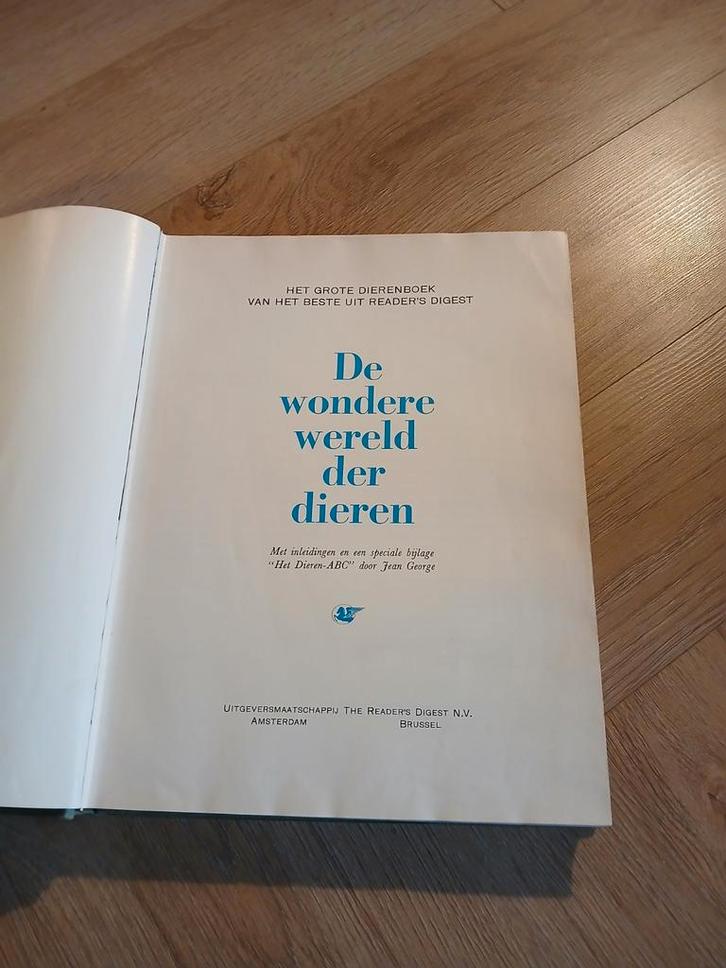 HET GROTE DIERENBOEK
VAN HET BESTE UIT READER'S DIGEST
De
wondere
wereld
der
dieren
Met inleidingen en een speciale bijlage
"Het Dieren-ABC" door Jean George
UITGEVERSMAATSCHAPPIJ THE READER'S DIGEST N.V.
AMSTERDAM BRUSSEL